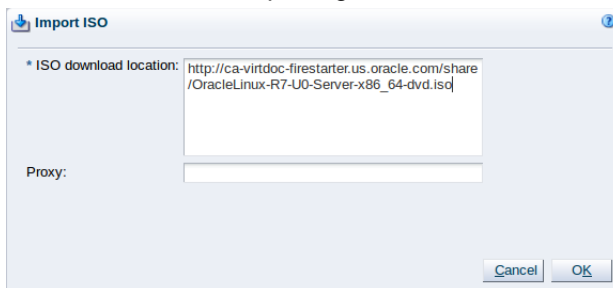 Import ISO
* ISO download location:
http://ca-virtdoc-firestarter.us.oracle.com/share
/OracleLinux-R7-U0-Server-x86_64-dvd.iso
Proxy:
Cancel
OK